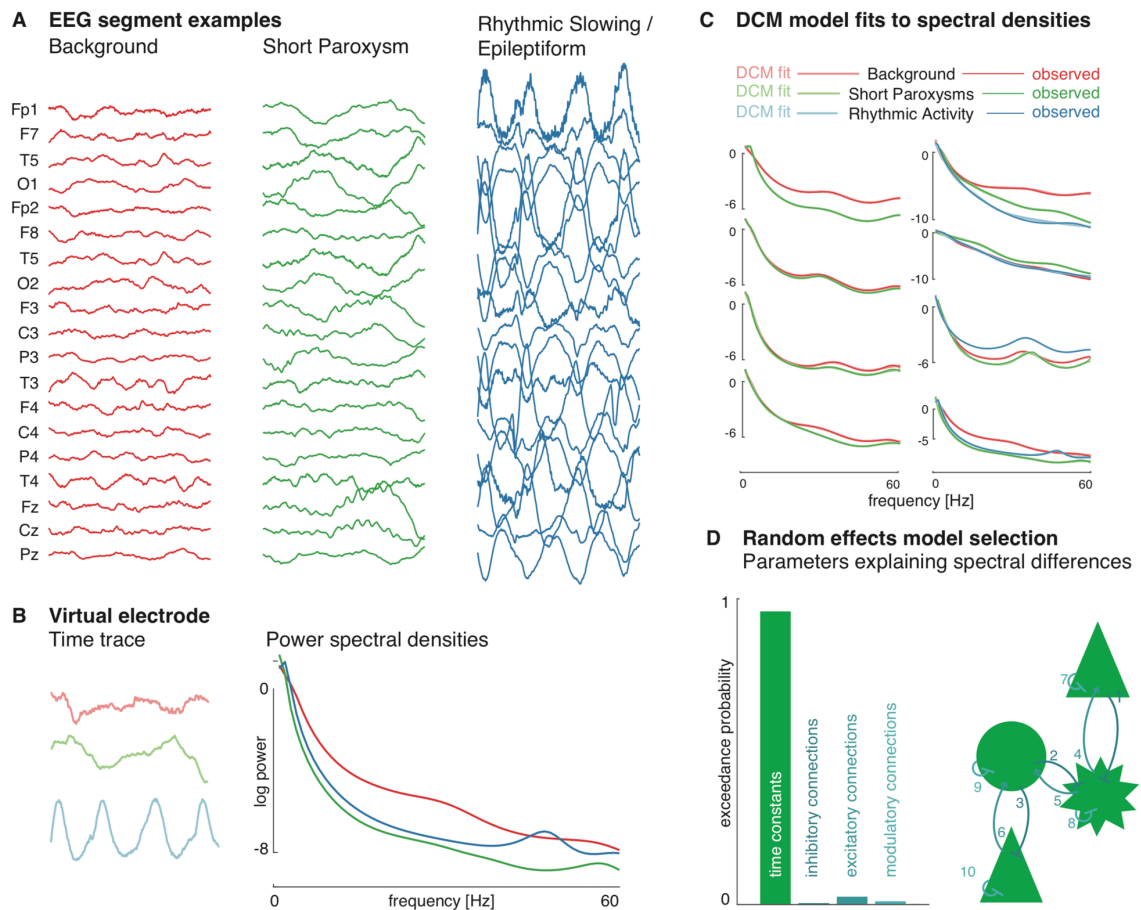 A EEG segment examples
Background
Short Paroxysm
Rhythmic Slowing /
Epileptiform
Fp1
F7
T5
O1
Fp2
F8
T5
O2
F3
C3
P3
T3
F4
C4
P4
T4
Fz
Cz
Pz
B Virtual electrode
Time trace
Power spectral densities
0
log power
-8
0
frequency [Hz]
60
C DCM model fits to spectral densities
DCM fit Background observed
DCM fit Short Paroxysms observed
DCM fit Rhythmic Activity observed
0
-6
0
-6
0
-6
0
-6
0
-10
0
-10
0
-6
0
-5
0 60
0 60
frequency [Hz]
D Random effects model selection
Parameters explaining spectral differences
1
exceedance probability
0
time constants
inhibitory connections
excitatory connections
modulatory connections
7
1
2
4
9
3
5
8
6
10